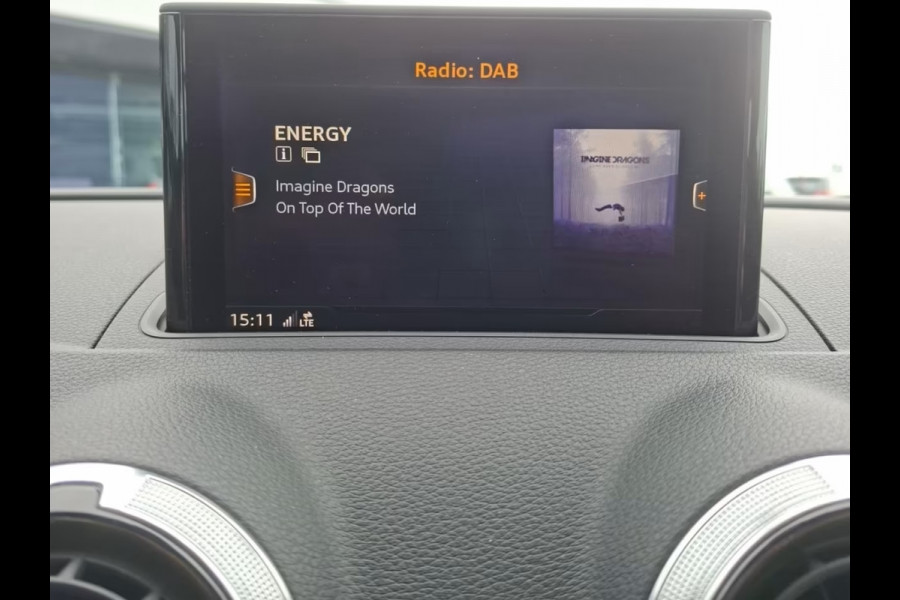 Radio: DAB
ENERGY
Imagine Dragons
On Top Of The World
IMAGINE DRAGONS
15:11 LTE